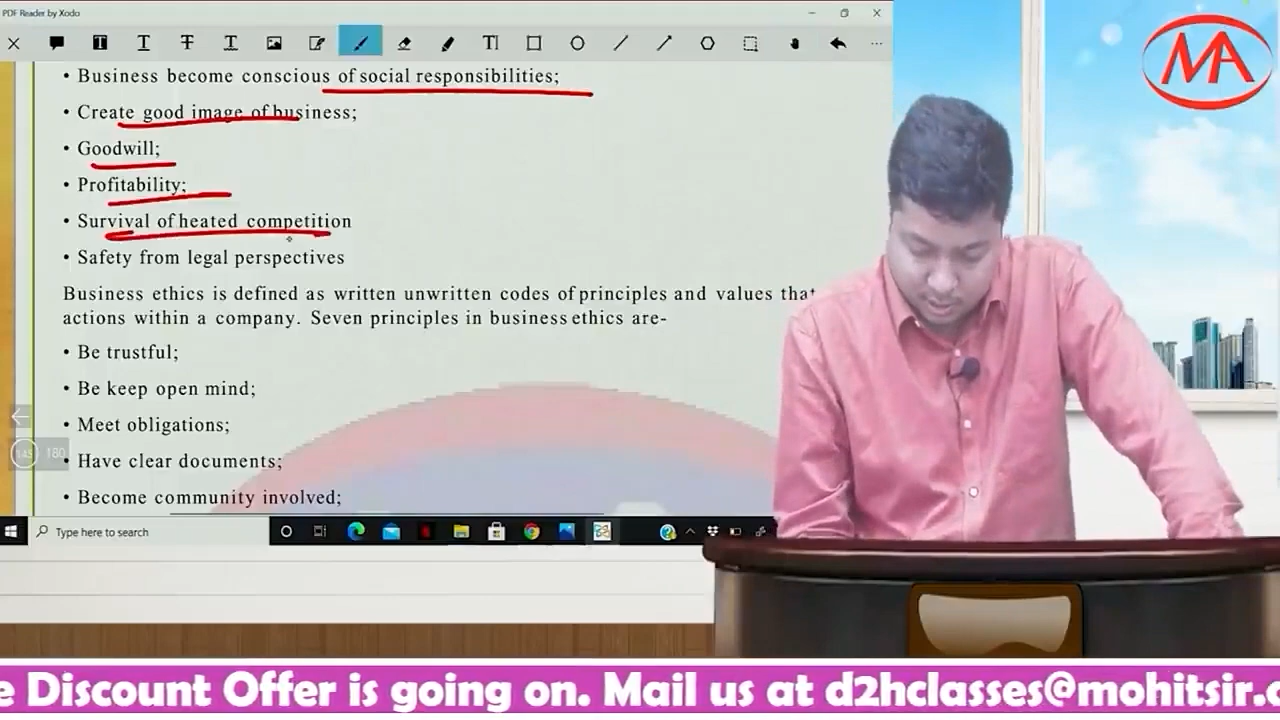 PDF Reader by Xodo
• Business become conscious of social responsibilities;
• Create good image of business;
• Goodwill;
• Profitability;
• Survival of heated competition
• Safety from legal perspectives
Business ethics is defined as written unwritten codes of principles and values that
actions within a company. Seven principles in business ethics are-
• Be trustful;
• Be keep open mind;
• Meet obligations;
• Have clear documents;
• Become community involved;
145 180
Type here to search
MA
e Discount Offer is going on. Mail us at d2hclasses@mohitsir.c